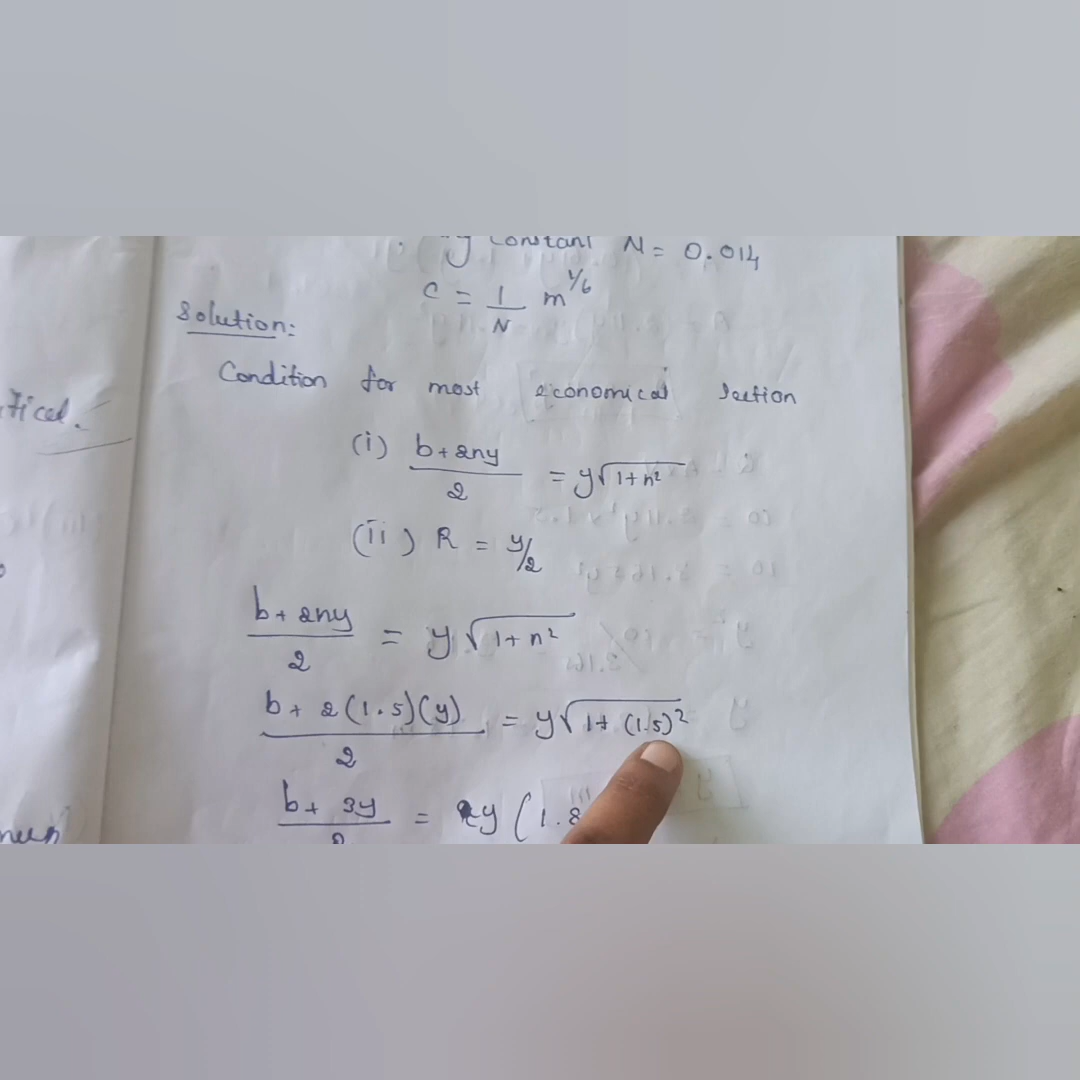 constant N = 0.014
C = 1/N m^1/6
Solution:
Condition for most economical Section
(i) b+2ny/2 = y√1+n²
(ii) R = y/2
b+2ny/2 = y√1+n²
b+2(1.5)(y)/2 = y√1+(1.5)²
b+3y/2 = y(1.8